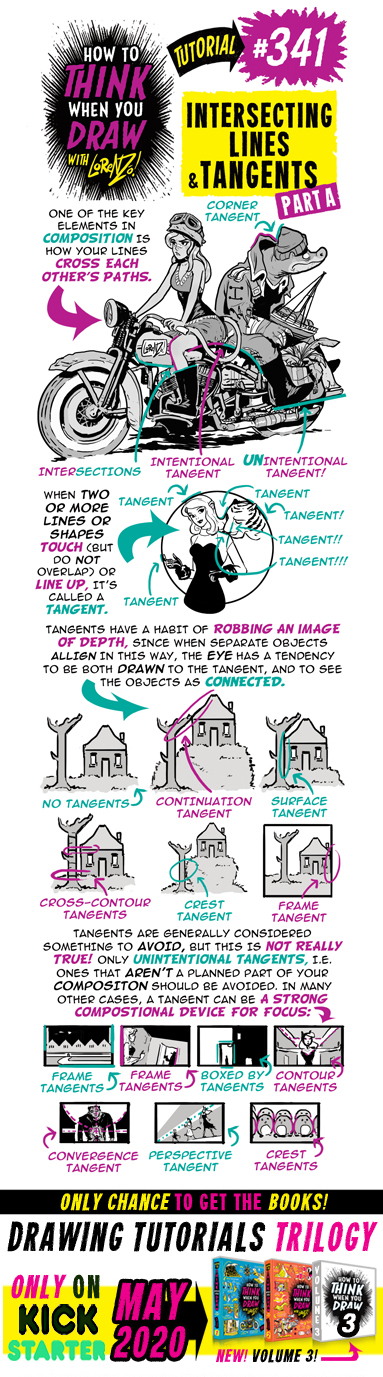 HOW TO
THINK
WHEN YOU
DRAW
WITH LORENZO!
TUTORIAL
#341
INTERSECTING
LINES
& TANGENTS
PART A
ONE OF THE KEY
ELEMENTS IN
COMPOSITION IS
HOW YOUR LINES
CROSS EACH
OTHER'S PATHS.
CORNER
TANGENT
LORENZO!
INTERSECTIONS
INTENTIONAL
TANGENT
UNINTENTIONAL
TANGENT!
WHEN TWO
OR MORE
LINES OR
SHAPES
TOUCH (BUT
DO NOT
OVERLAP) OR
LINE UP, IT'S
CALLED A
TANGENT.
TANGENT
TANGENT
TANGENT!
TANGENT!!
TANGENT!!!
TANGENT
TANGENTS HAVE A HABIT OF ROBBING AN IMAGE
OF DEPTH, SINCE WHEN SEPARATE OBJECTS
ALLIGN IN THIS WAY, THE EYE HAS A TENDENCY
TO BE BOTH DRAWN TO THE TANGENT, AND TO SEE
THE OBJECTS AS CONNECTED.
NO TANGENTS
CONTINUATION
TANGENT
SURFACE
TANGENT
CROSS-CONTOUR
TANGENTS
CREST
TANGENT
FRAME
TANGENT
TANGENTS ARE GENERALLY CONSIDERED
SOMETHING TO AVOID, BUT THIS IS NOT REALLY
TRUE! ONLY UNINTENTIONAL TANGENTS, I.E.
ONES THAT AREN'T A PLANNED PART OF YOUR
COMPOSITON SHOULD BE AVOIDED. IN MANY
OTHER CASES, A TANGENT CAN BE A STRONG
COMPOSTIONAL DEVICE FOR FOCUS:
FRAME
TANGENTS
FRAME
TANGENTS
BOXED BY
TANGENTS
CONTOUR
TANGENTS
CONVERGENCE
TANGENT
PERSPECTIVE
TANGENT
CREST
TANGENTS
ONLY CHANCE TO GET THE BOOKS!
DRAWING TUTORIALS TRILOGY
ONLY ON
KICK
STARTER
MAY
2020
HOW TO
THINK
WHEN YOU
DRAW
HOW TO
THINK
WHEN YOU
DRAW
VOLUME 3
HOW TO
THINK
WHEN YOU
DRAW
3
NEW! VOLUME 3!